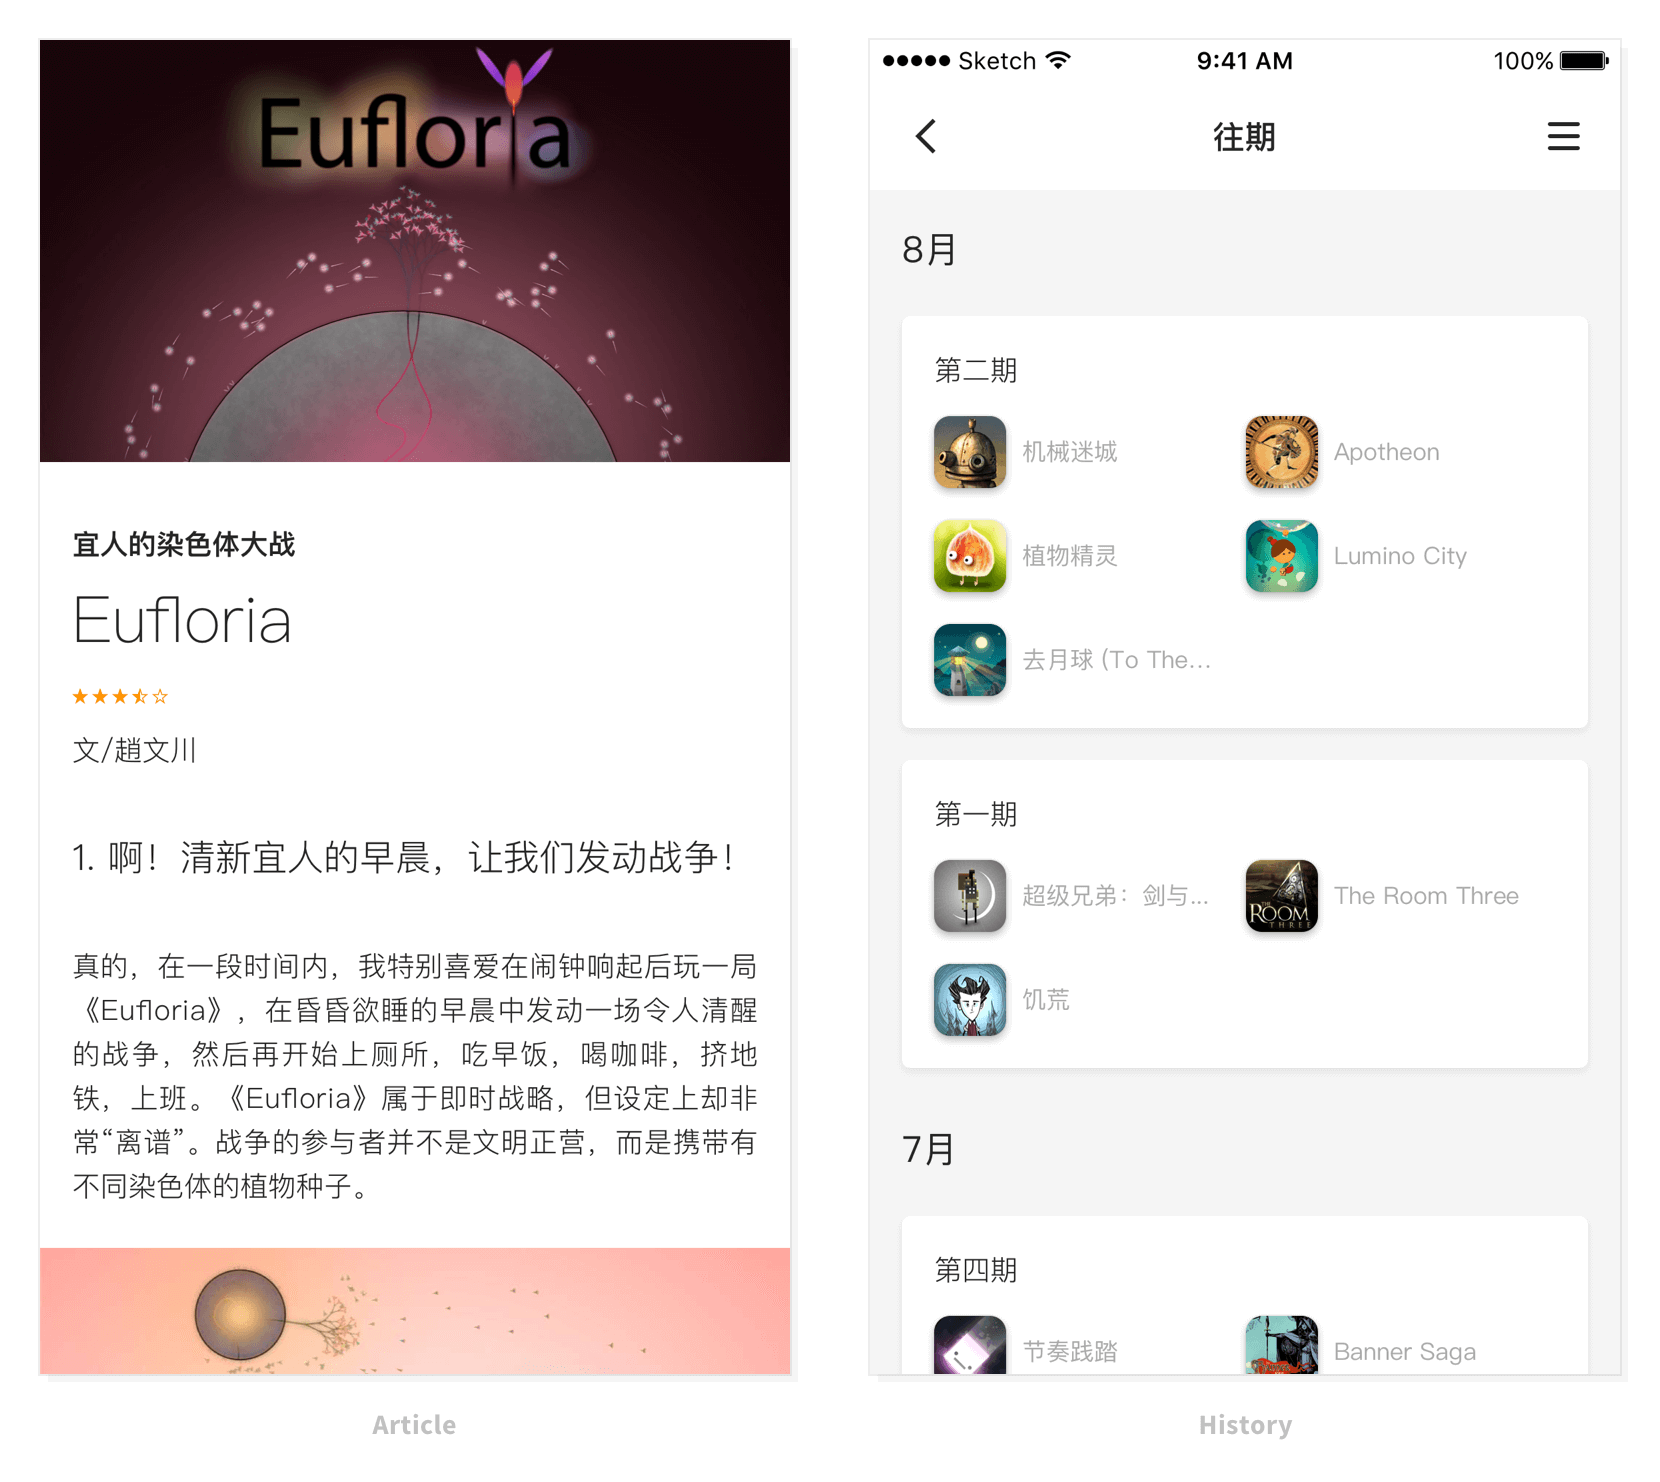 Eufloria
宜人的染色体大战
Eufloria
文/趙文川
1. 啊！清新宜人的早晨，让我们发动战争！
真的，在一段时间内，我特别喜爱在闹钟响起后玩一局
《Eufloria》，在昏昏欲睡的早晨中发动一场令人清醒
的战争，然后再开始上厕所，吃早饭，喝咖啡，挤地
铁，上班。《Eufloria》属于即时战略，但设定上却非
常“离谱”。战争的参与者并不是文明正营，而是携带有
不同染色体的植物种子。
Article
Sketch 9:41 AM 100%
往期
8月
第二期
机械迷城 Apotheon
植物精灵 Lumino City
去月球 (To The...
第一期
超级兄弟：剑与... THE ROOM THREE The Room Three
饥荒
7月
第四期
节奏践踏 Banner Saga
History